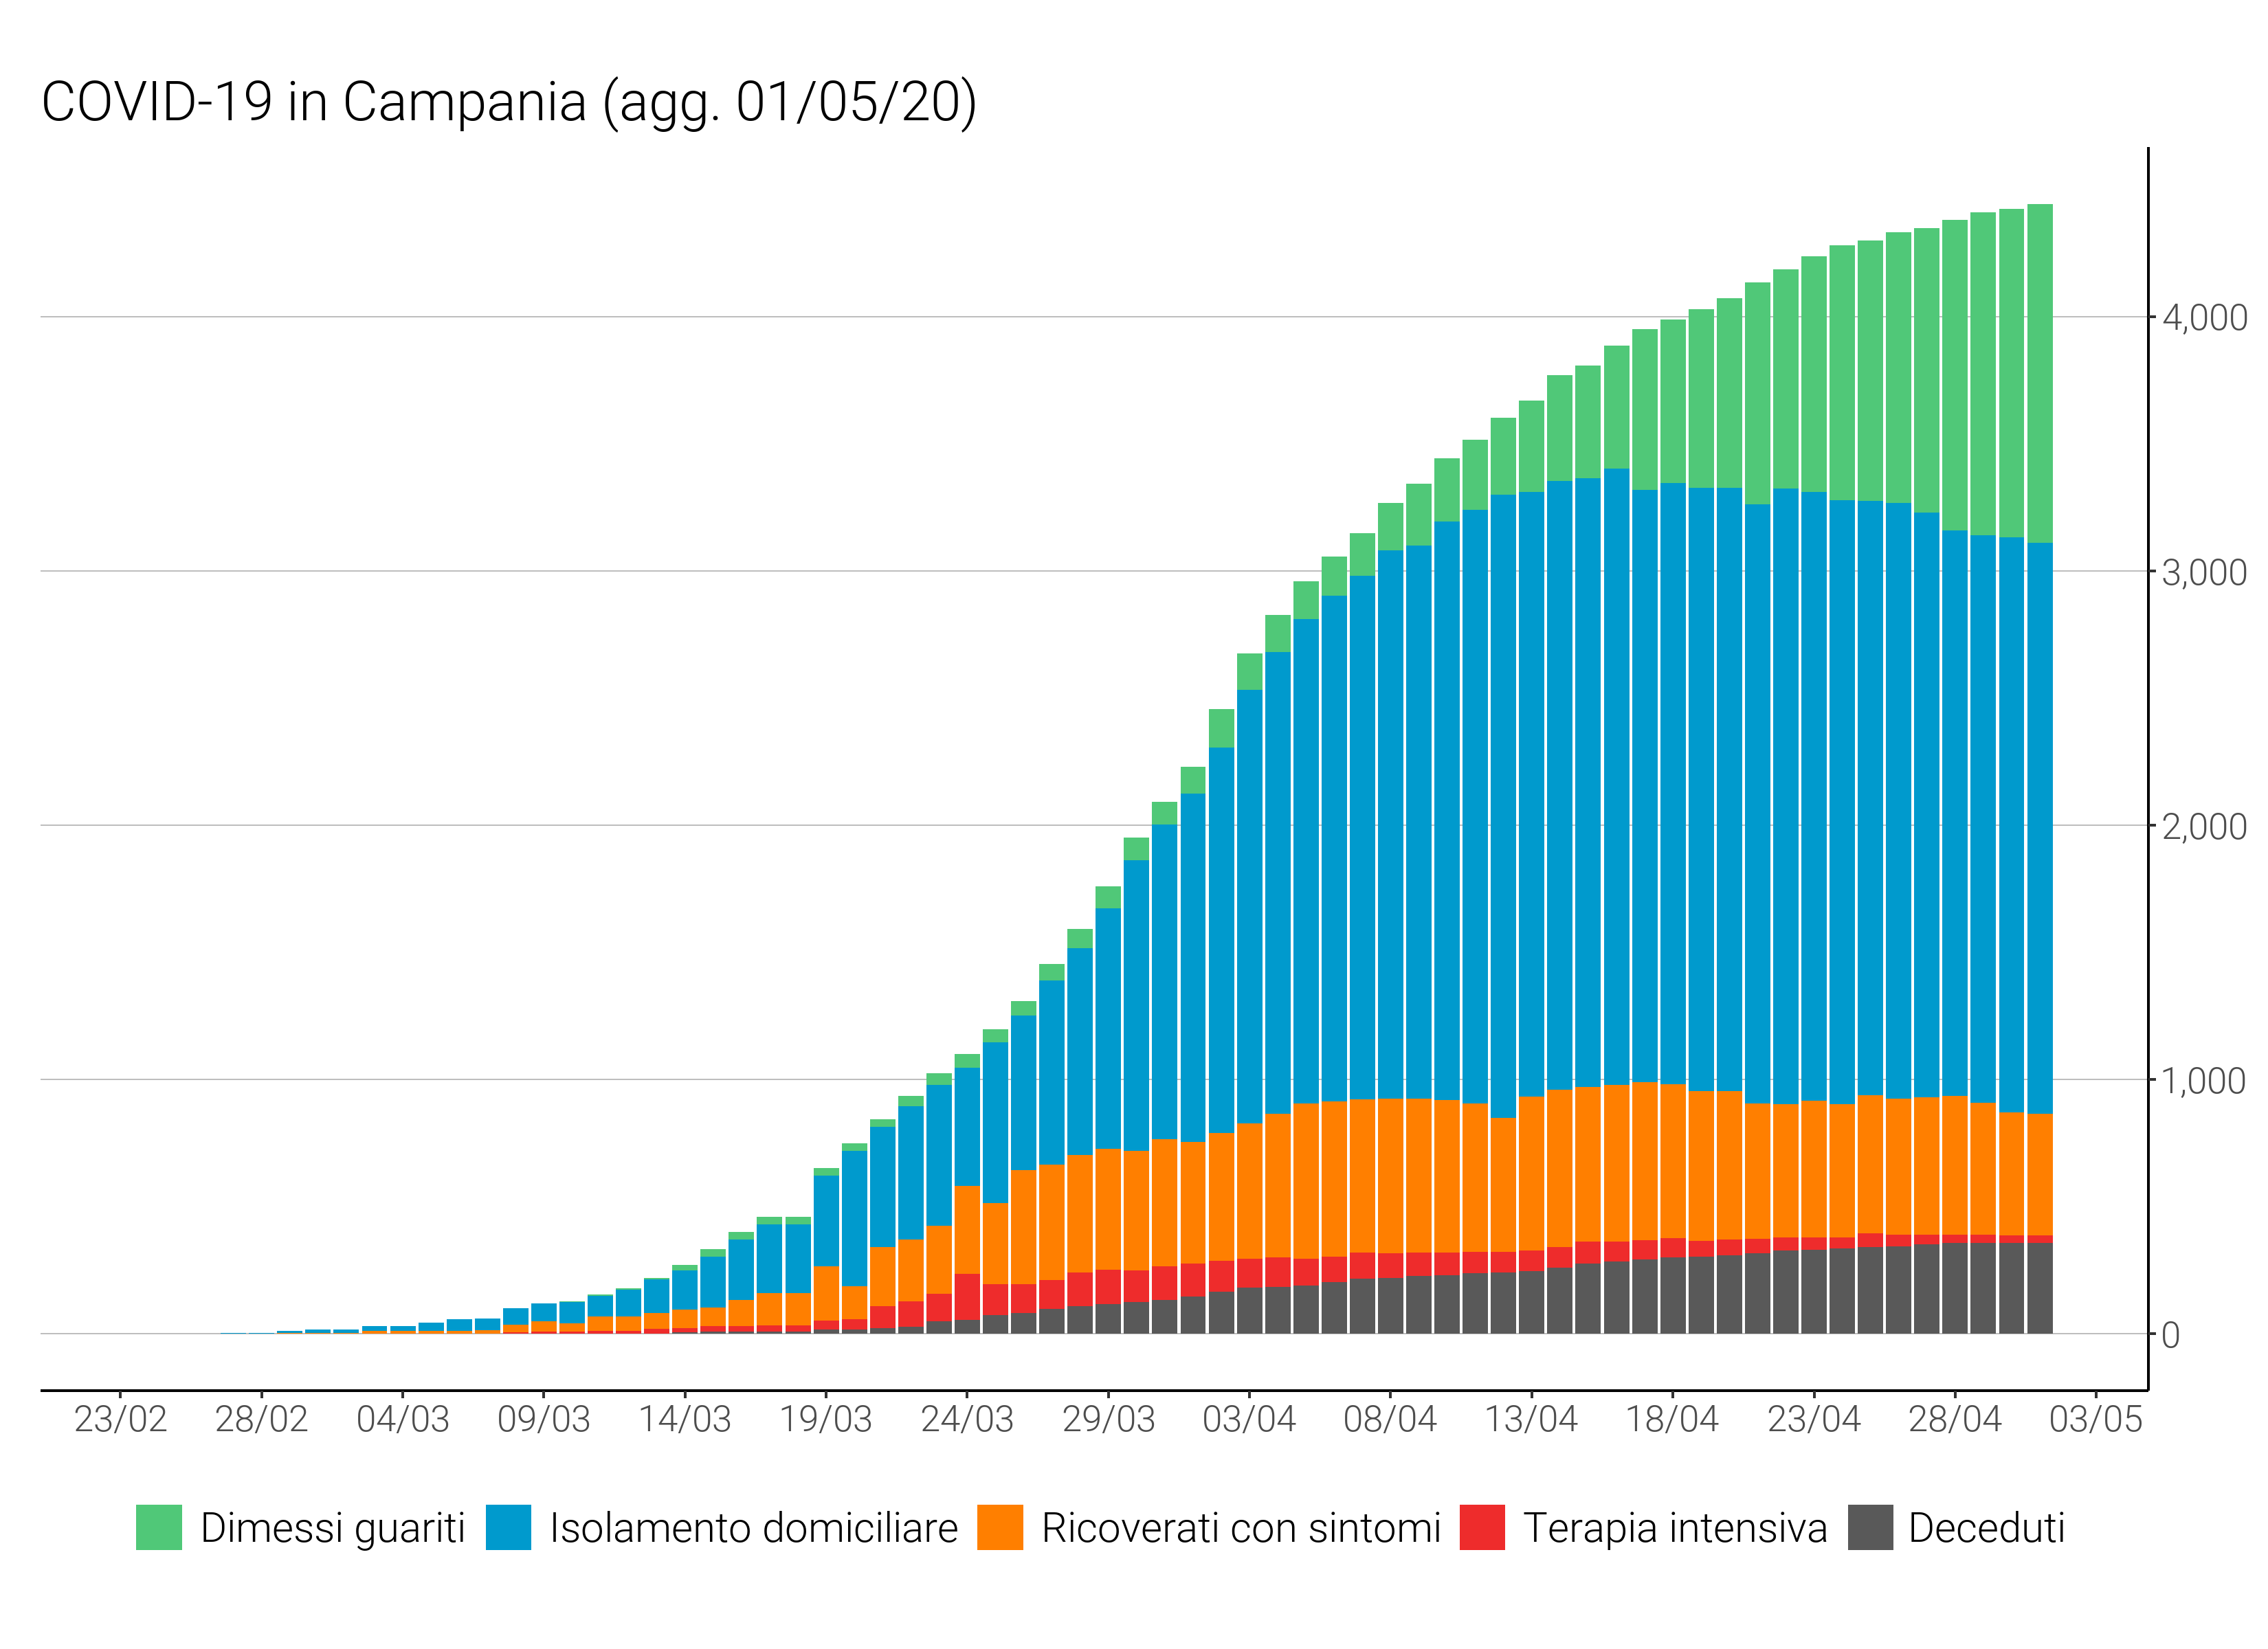 COVID-19 in Campania (agg. 01/05/20)
4,000
3,000
2,000
1,000
0
23/02 28/02 04/03 09/03 14/03 19/03 24/03 29/03 03/04 08/04 13/04 18/04 23/04 28/04 03/05
Dimessi guariti Isolamento domiciliare Ricoverati con sintomi Terapia intensiva Deceduti